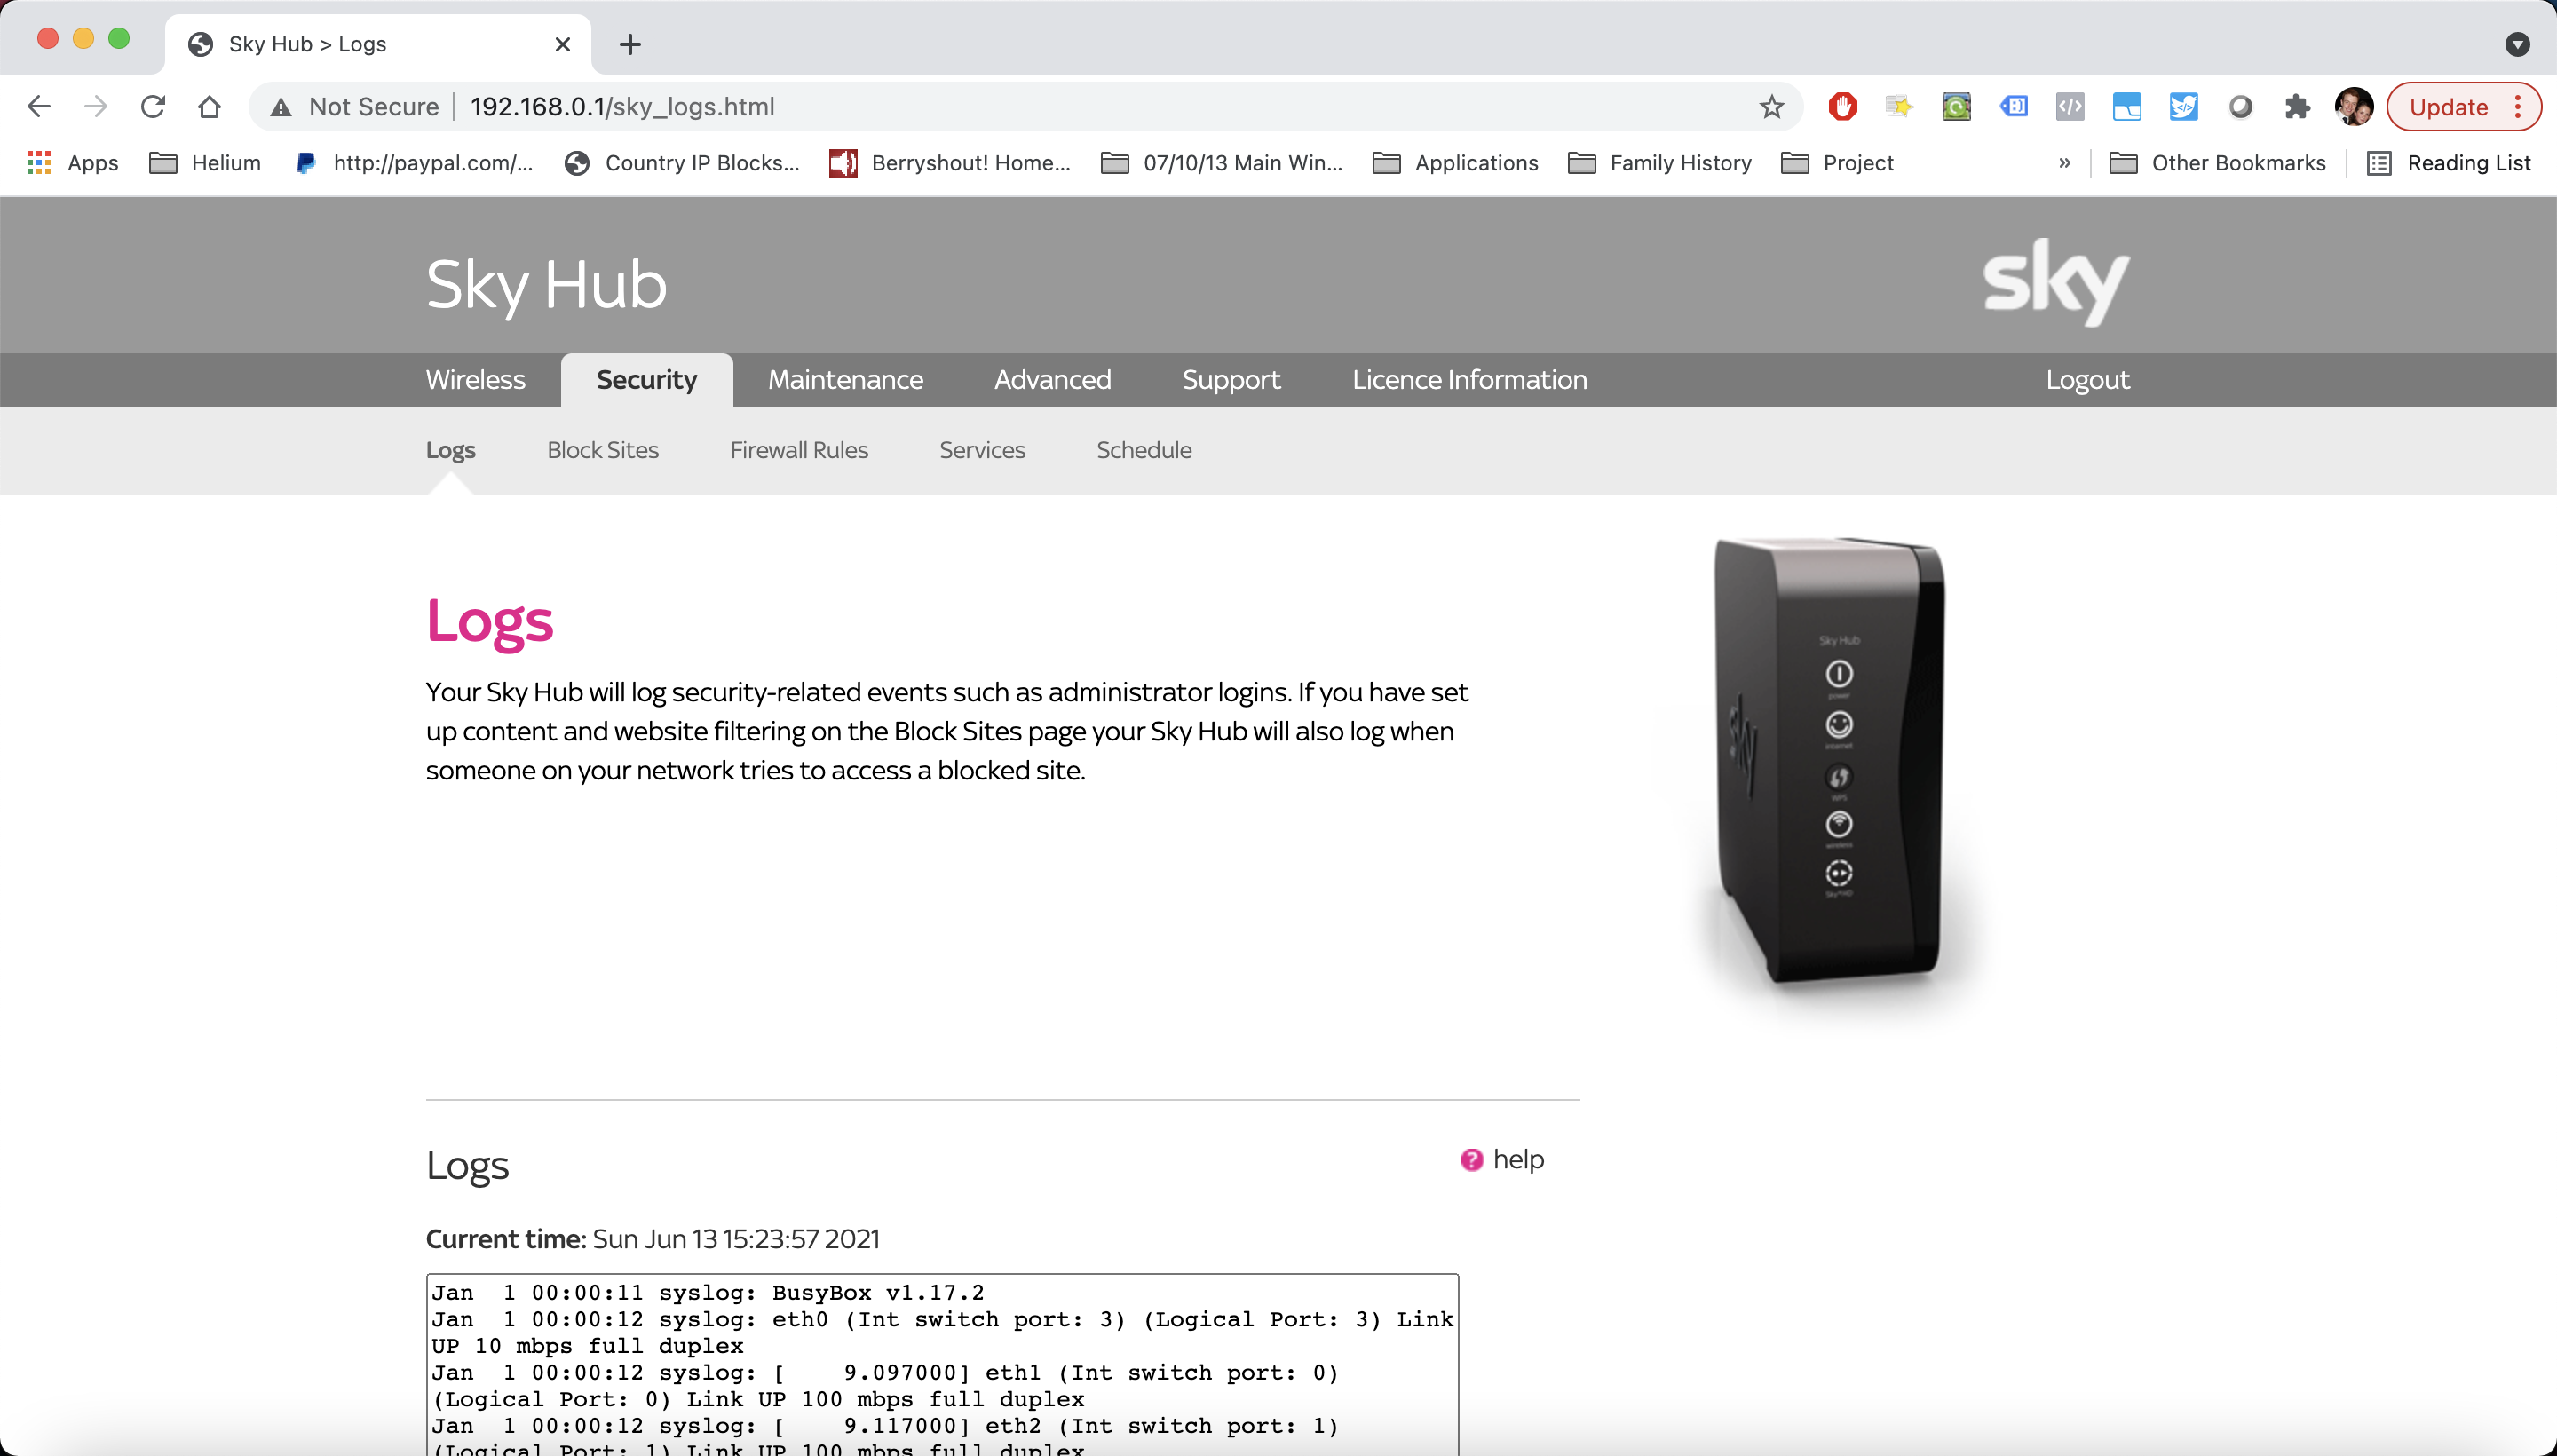 Sky Hub > Logs
Not Secure 192.168.0.1/sky_logs.html Update
Apps Helium http://paypal.com/... Country IP Blocks... Berryshout! Home... 07/10/13 Main Win... Applications Family History Project » Other Bookmarks Reading List
Sky Hub sky
Wireless Security Maintenance Advanced Support Licence Information Logout
Logs Block Sites Firewall Rules Services Schedule
Logs
Your Sky Hub will log security-related events such as administrator logins. If you have set
up content and website filtering on the Block Sites page your Sky Hub will also log when
someone on your network tries to access a blocked site.
Sky Hub
power
internet
WPS
wireless
sky
Logs
? help
Current time: Sun Jun 13 15:23:57 2021
Jan  1 00:00:11 syslog: BusyBox v1.17.2
Jan  1 00:00:12 syslog: eth0 (Int switch port: 3) (Logical Port: 3) Link
UP 10 mbps full duplex
Jan  1 00:00:12 syslog: [    9.097000] eth1 (Int switch port: 0)
(Logical Port: 0) Link UP 100 mbps full duplex
Jan  1 00:00:12 syslog: [    9.117000] eth2 (Int switch port: 1)
(Logical Port: 1) Link UP 100 mbps full duplex